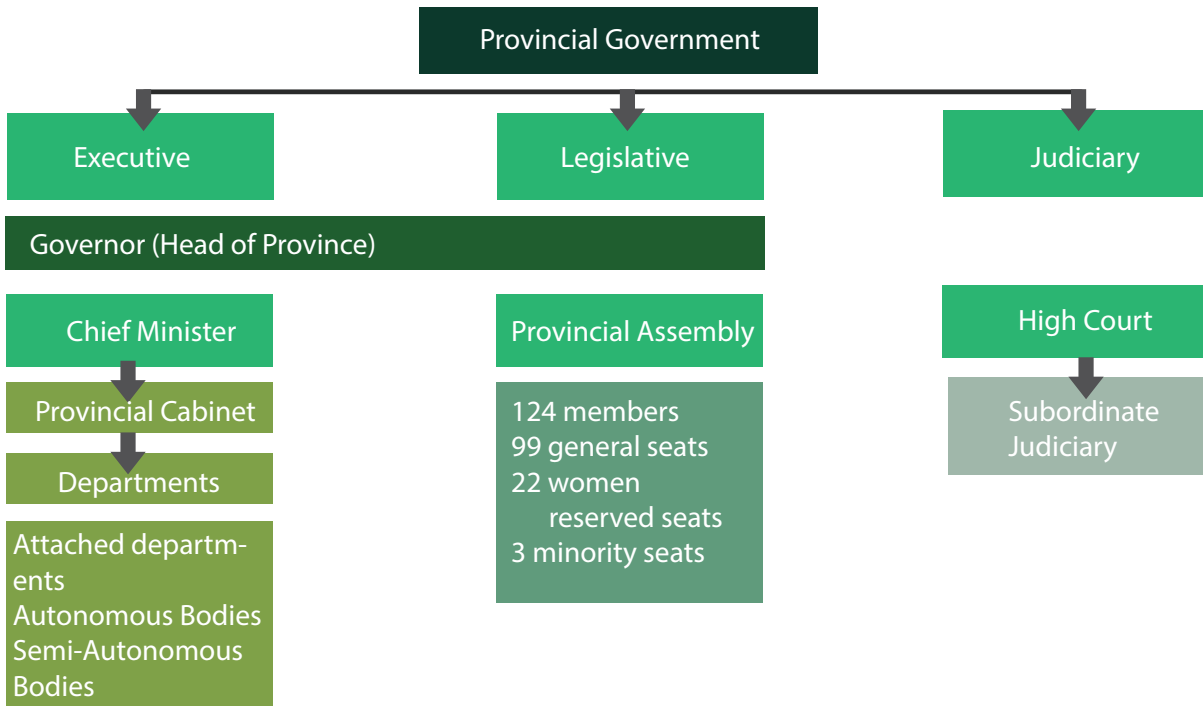 Provincial Government
Executive
Legislative
Judiciary
Governor (Head of Province)
Chief Minister
Provincial Cabinet
Departments
Attached departm-
ents
Autonomous Bodies
Semi-Autonomous
Bodies
Provincial Assembly
124 members
99 general seats
22 women
reserved seats
3 minority seats
High Court
Subordinate
Judiciary